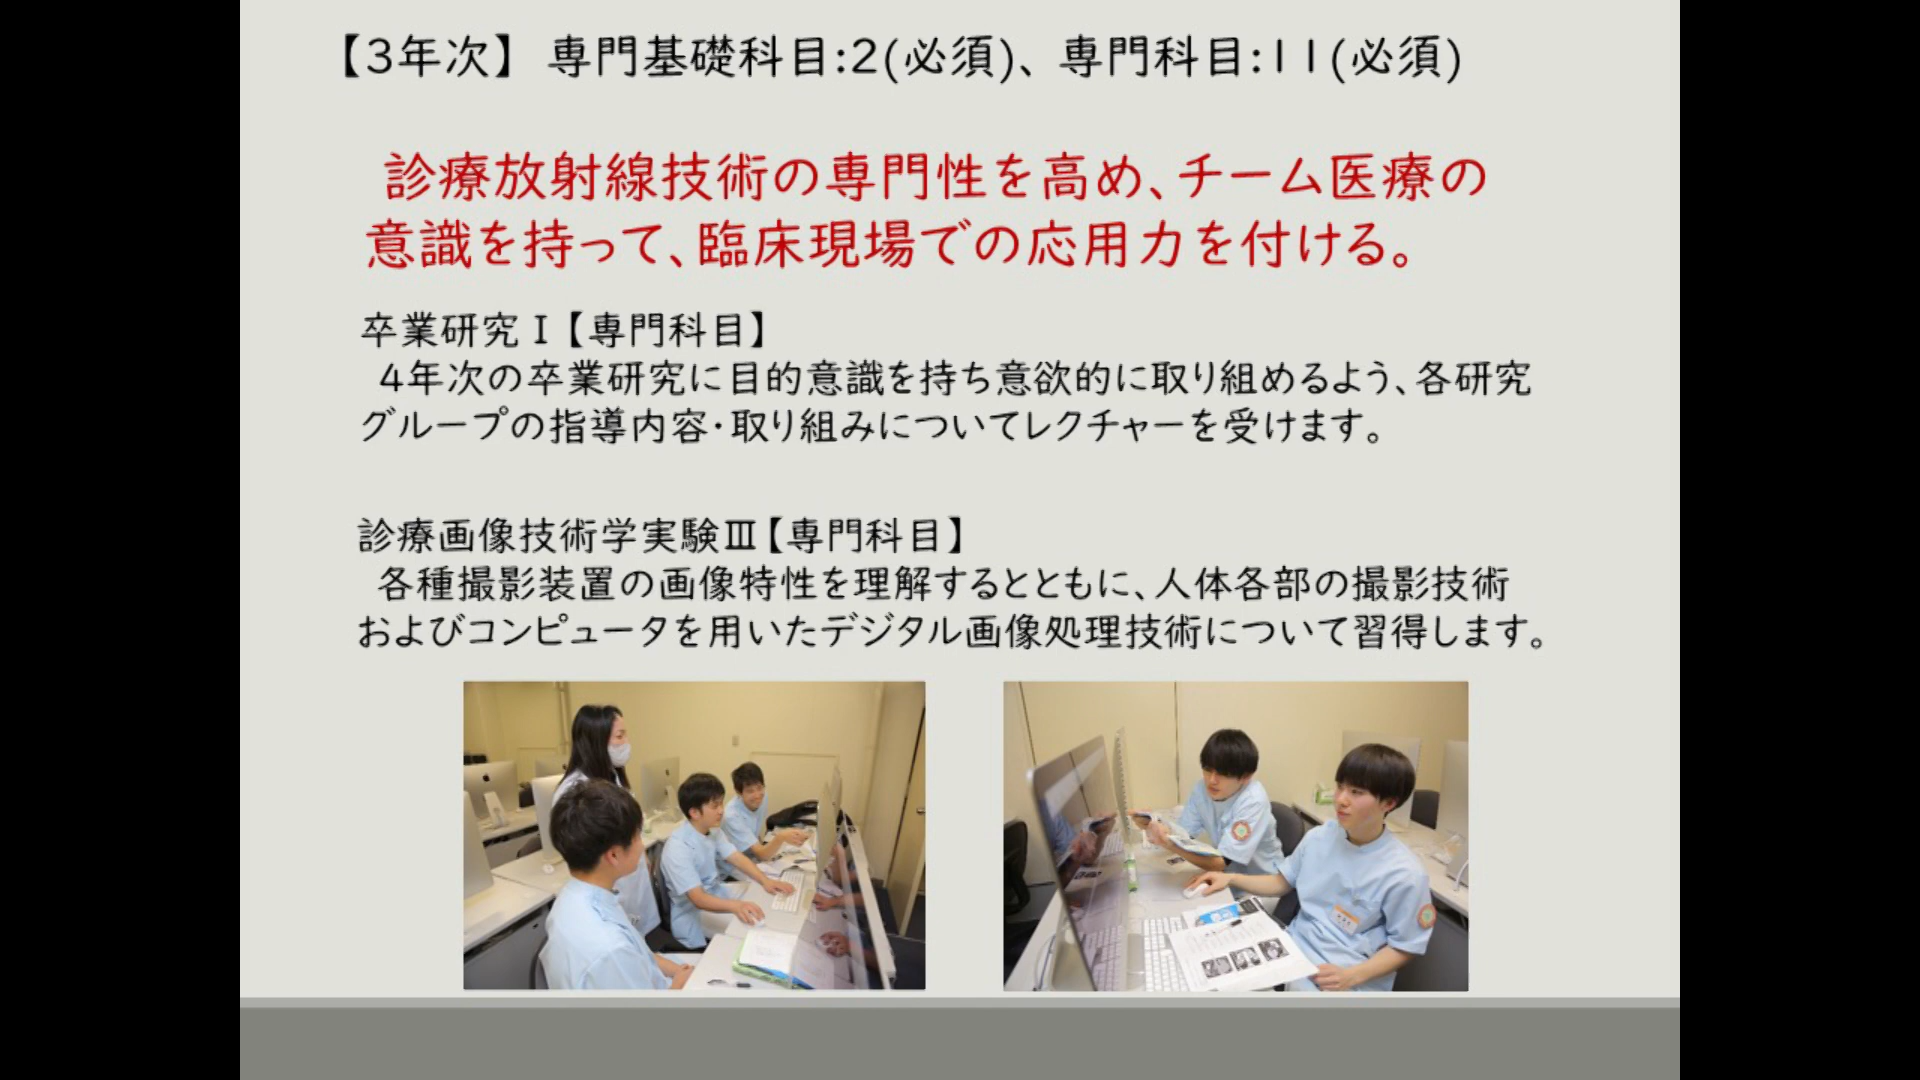 【3年次】 専門基礎科目:2(必須)、専門科目:11(必須)
診療放射線技術の専門性を高め、チーム医療の
意識を持って、臨床現場での応用力を付ける。
卒業研究Ⅰ【専門科目】
4年次の卒業研究に目的意識を持ち意欲的に取り組めるよう、各研究
グループの指導内容・取り組みについてレクチャーを受けます。
診療画像技術学実験Ⅲ【専門科目】
各種撮影装置の画像特性を理解するとともに、人体各部の撮影技術
およびコンピュータを用いたデジタル画像処理技術について習得します。